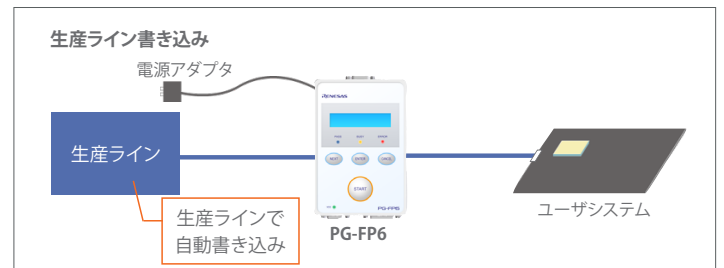 生産ライン書き込み
電源アダプタ
RENESAS
生産ライン
NEXT
ENTER
START
PG-FP6
生産ラインで
自動書き込み
PG-FP6
ユーザシステム